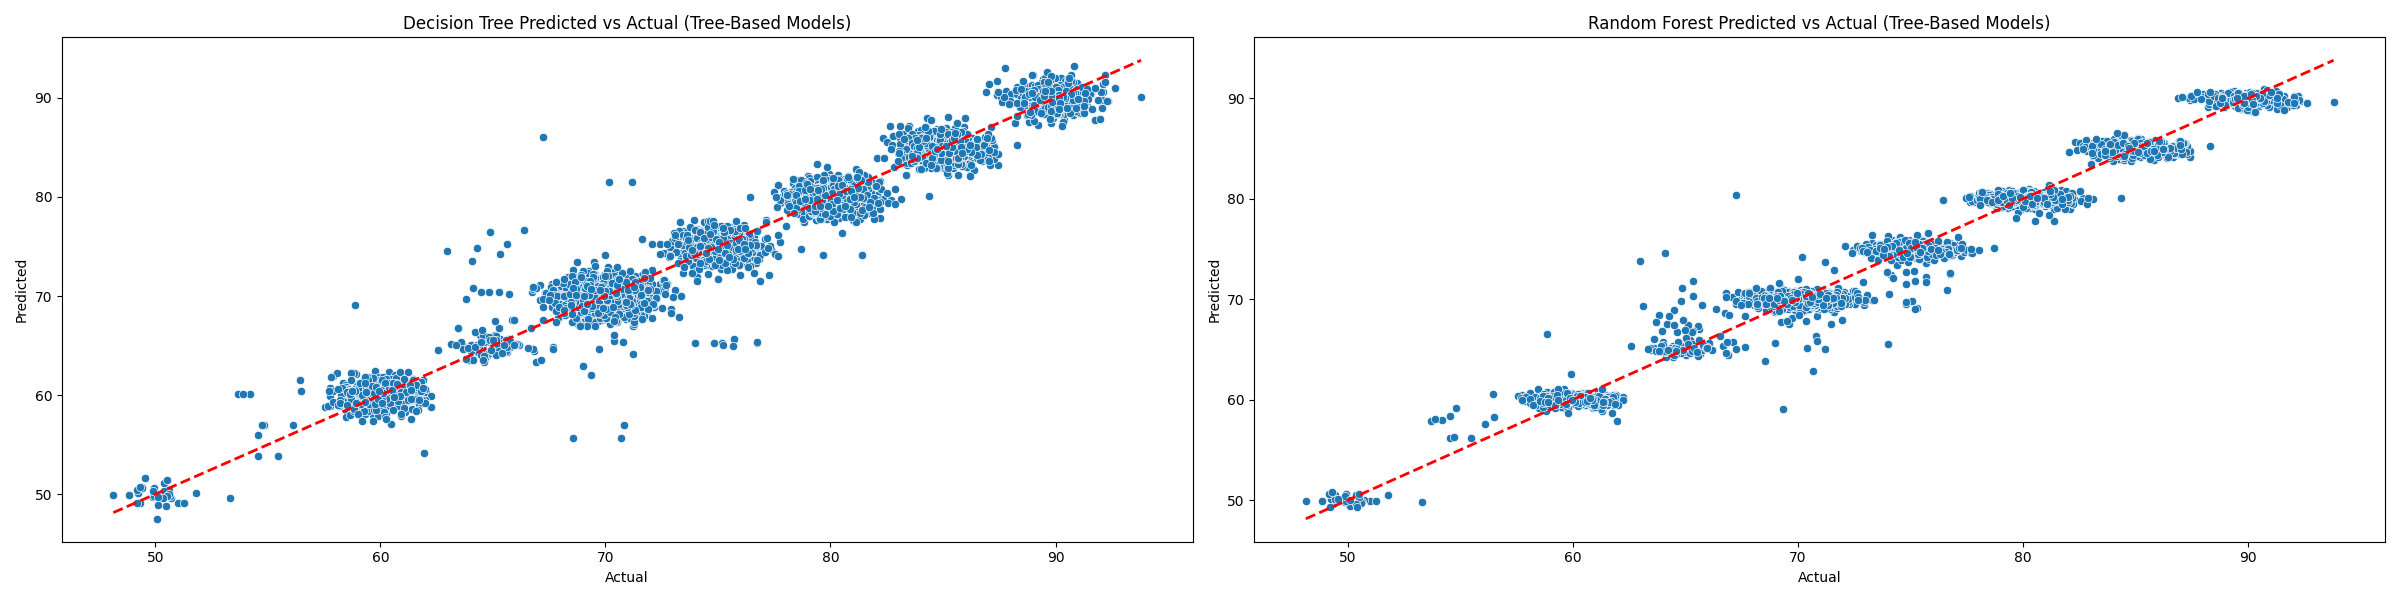 Decision Tree Predicted vs Actual (Tree-Based Models)
90
80
70
60
50
Predicted
50 60 70 80 90
Actual
Random Forest Predicted vs Actual (Tree-Based Models)
90
80
70
60
50
Predicted
50 60 70 80 90
Actual